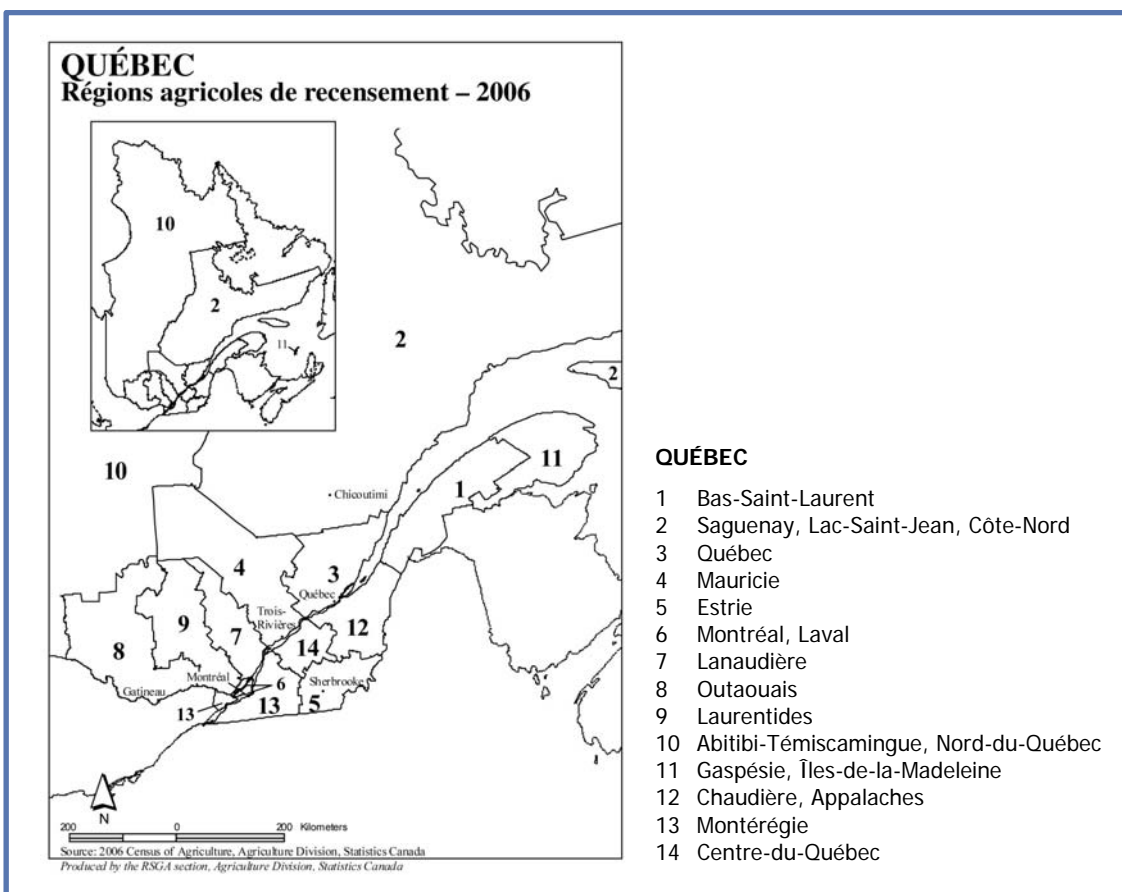 QUÉBEC
Régions agricoles de recensement – 2006
10
2
11
2
2
10
11
1
Chicoutimi
4
3
Québec
Trois-
Rivières
12
9
7
8
14
Montréal
6
Sherbrooke
Gatineau
13
13
5
N
200 0 200 Kilometers
Source: 2006 Census of Agriculture, Agriculture Division, Statistics Canada
Produced by the RSGA section, Agriculture Division, Statistics Canada
QUÉBEC
1 Bas-Saint-Laurent
2 Saguenay, Lac-Saint-Jean, Côte-Nord
3 Québec
4 Mauricie
5 Estrie
6 Montréal, Laval
7 Lanaudière
8 Outaouais
9 Laurentides
10 Abitibi-Témiscamingue, Nord-du-Québec
11 Gaspésie, Îles-de-la-Madeleine
12 Chaudière, Appalaches
13 Montérégie
14 Centre-du-Québec